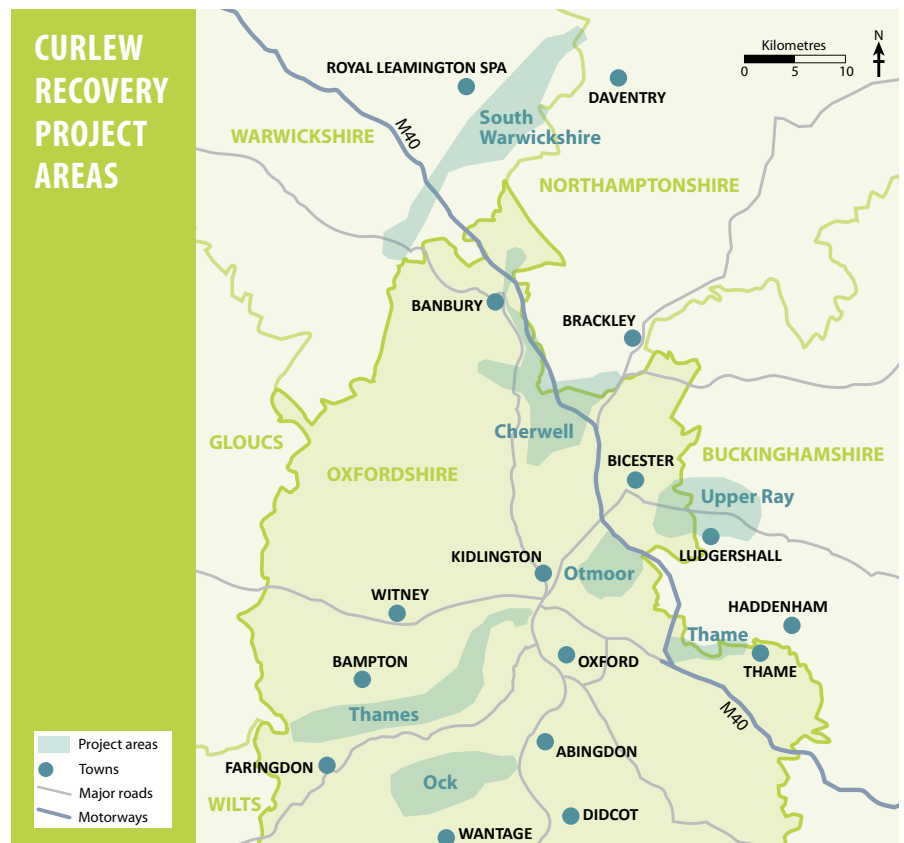 CURLEW
RECOVERY
PROJECT
AREAS
Kilometres
0 5 10
N
ROYAL LEAMINGTON SPA
DAVENTRY
M40
South
Warwickshire
WARWICKSHIRE
NORTHAMPTONSHIRE
BANBURY
BRACKLEY
Cherwell
GLOUCS
OXFORDSHIRE
BICESTER
BUCKINGHAMSHIRE
Upper Ray
LUDGERSHALL
KIDLINGTON
Otmoor
WITNEY
HADDENHAM
Thame
BAMPTON
OXFORD
THAME
Thames
M40
ABINGDON
FARINGDON
Ock
WILTS
DIDCOT
WANTAGE
Project areas
Towns
Major roads
Motorways